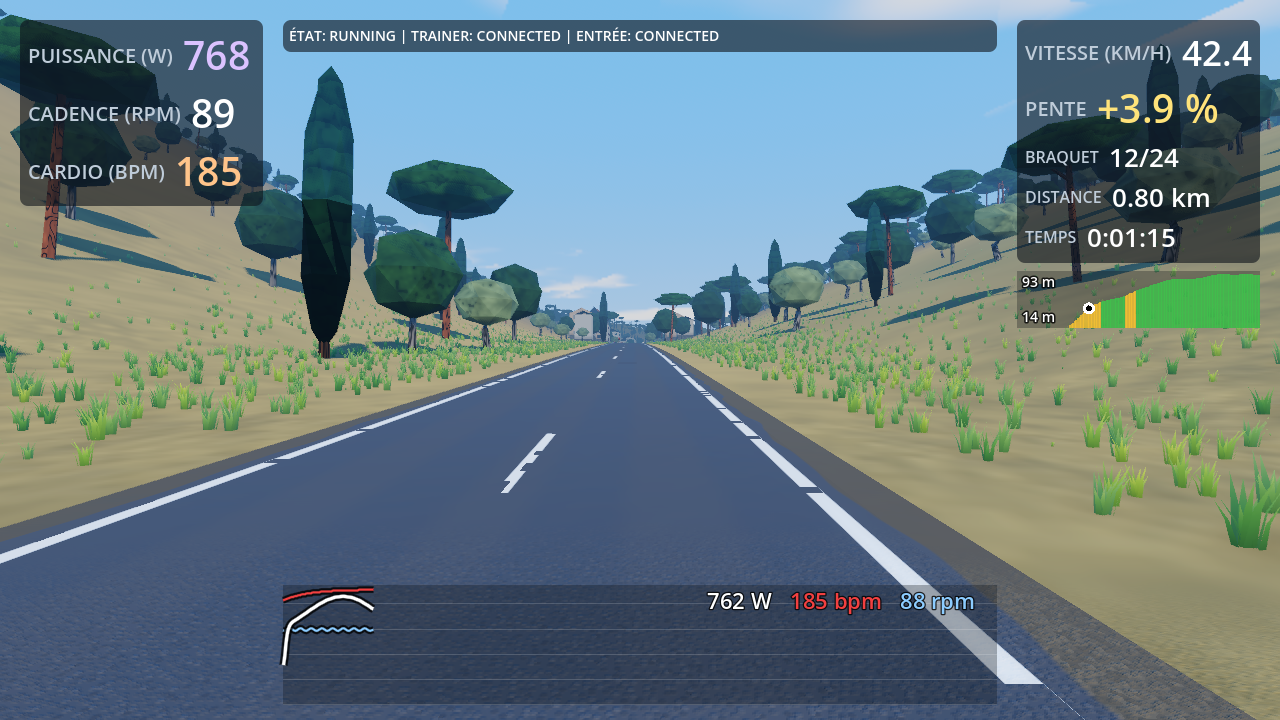 PUISSANCE (W) 768
CADENCE (RPM) 89
CARDIO (BPM) 185
ÉTAT: RUNNING | TRAINER: CONNECTED | ENTRÉE: CONNECTED
VITESSE (KM/H) 42.4
PENTE +3.9 %
BRAQUET 12/24
DISTANCE 0.80 km
TEMPS 0:01:15
93 m
14 m
762 W 185 bpm 88 rpm